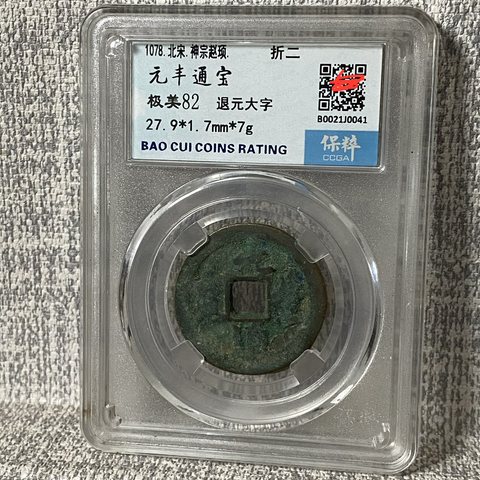 1078.北宋.神宗赵顼. 折二
元丰通宝
极美82 退元大字
27.9*1.7mm*7g
B0021J0041
BAO CUI COINS RATING
保粹
CCGA